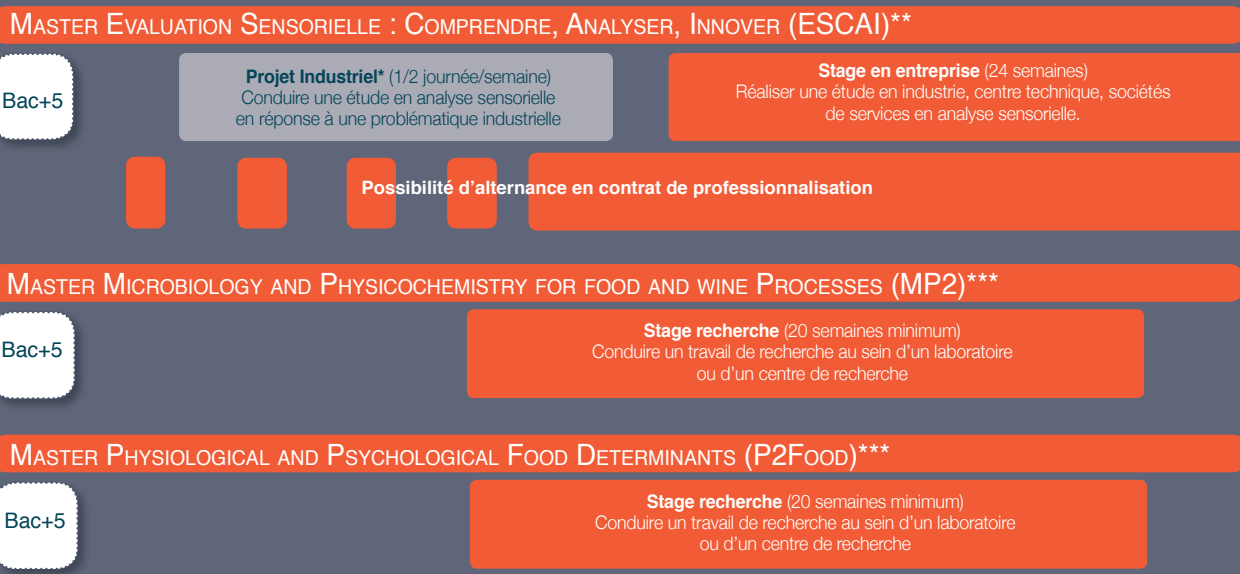 Master Evaluation Sensorielle : Comprendre, Analyser, Innover (ESCAI)**
Bac+5
Projet Industriel* (1/2 journée/semaine)
Conduire une étude en analyse sensorielle
en réponse à une problématique industrielle
Stage en entreprise (24 semaines)
Réaliser une étude en industrie, centre technique, sociétés
de services en analyse sensorielle.
Possibilité d'alternance en contrat de professionnalisation
Master Microbiology and Physicochemistry for food and wine Processes (MP2)***
Bac+5
Stage recherche (20 semaines minimum)
Conduire un travail de recherche au sein d'un laboratoire
ou d'un centre de recherche
Master Physiological and Psychological Food Determinants (P2Food)***
Bac+5
Stage recherche (20 semaines minimum)
Conduire un travail de recherche au sein d'un laboratoire
ou d'un centre de recherche